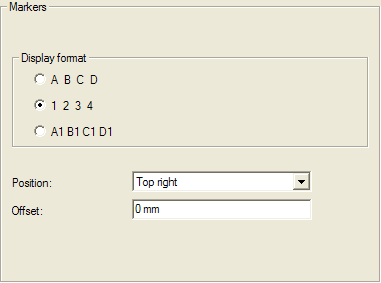 Markers
Display format
A B C D
1 2 3 4
A1 B1 C1 D1
Position: Top right
Offset: 0 mm